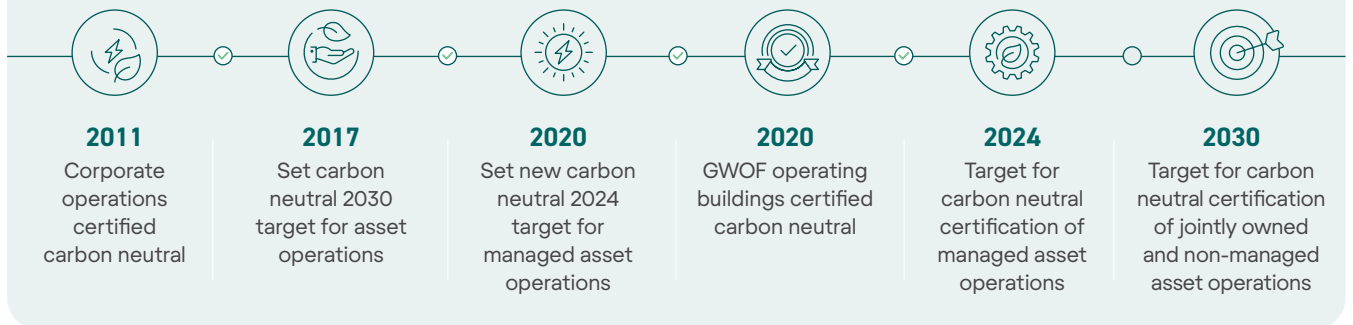 2011
Corporate
operations
certified
carbon neutral
2017
Set carbon
neutral 2030
target for asset
operations
2020
Set new carbon
neutral 2024
target for
managed asset
operations
2020
GWOF operating
buildings certified
carbon neutral
2024
Target for
carbon neutral
certification of
managed asset
operations
2030
Target for carbon
neutral certification
of jointly owned
and non-managed
asset operations